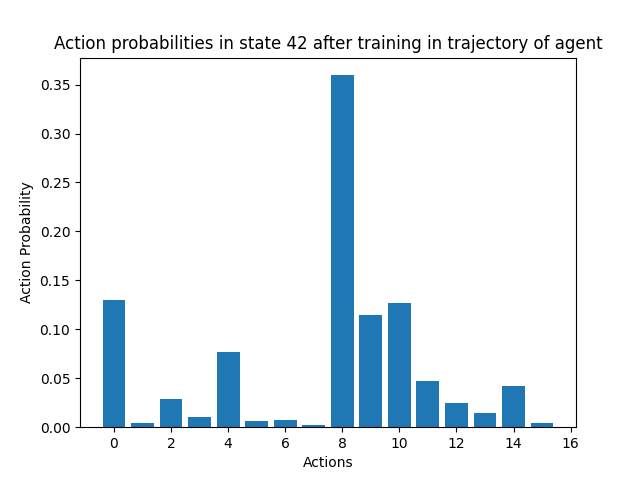 Action probabilities in state 42 after training in trajectory of agent
0.35
0.30
0.25
0.20
0.15
0.10
0.05
0.00
Action Probability
0 2 4 6 8 10 12 14 16
Actions